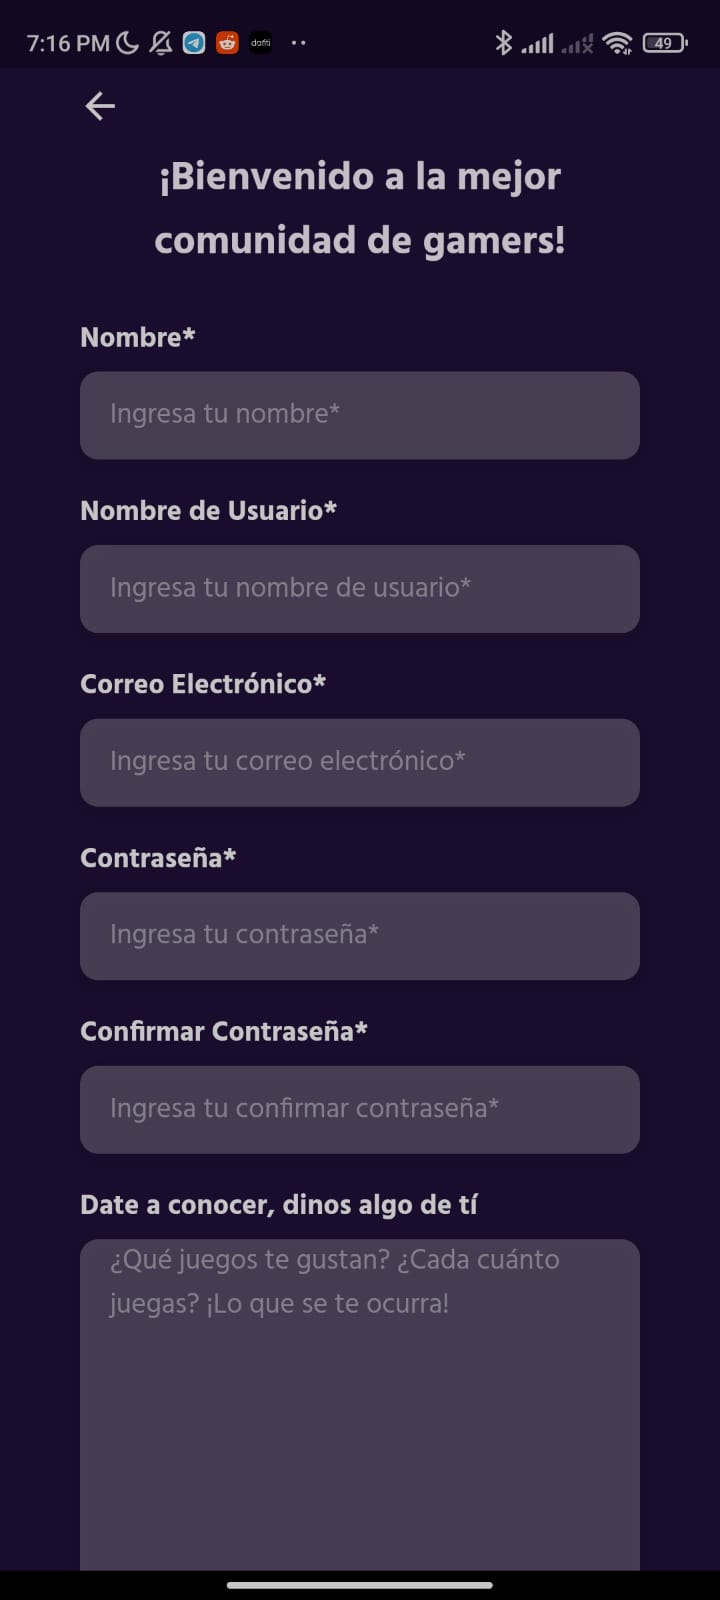 7:16 PM dafiti 49
¡Bienvenido a la mejor
comunidad de gamers!
Nombre*
Ingresa tu nombre*
Nombre de Usuario*
Ingresa tu nombre de usuario*
Correo Electrónico*
Ingresa tu correo electrónico*
Contraseña*
Ingresa tu contraseña*
Confirmar Contraseña*
Ingresa tu confirmar contraseña*
Date a conocer, dinos algo de tí
¿Qué juegos te gustan? ¿Cada cuánto
juegas? ¡Lo que se te ocurra!